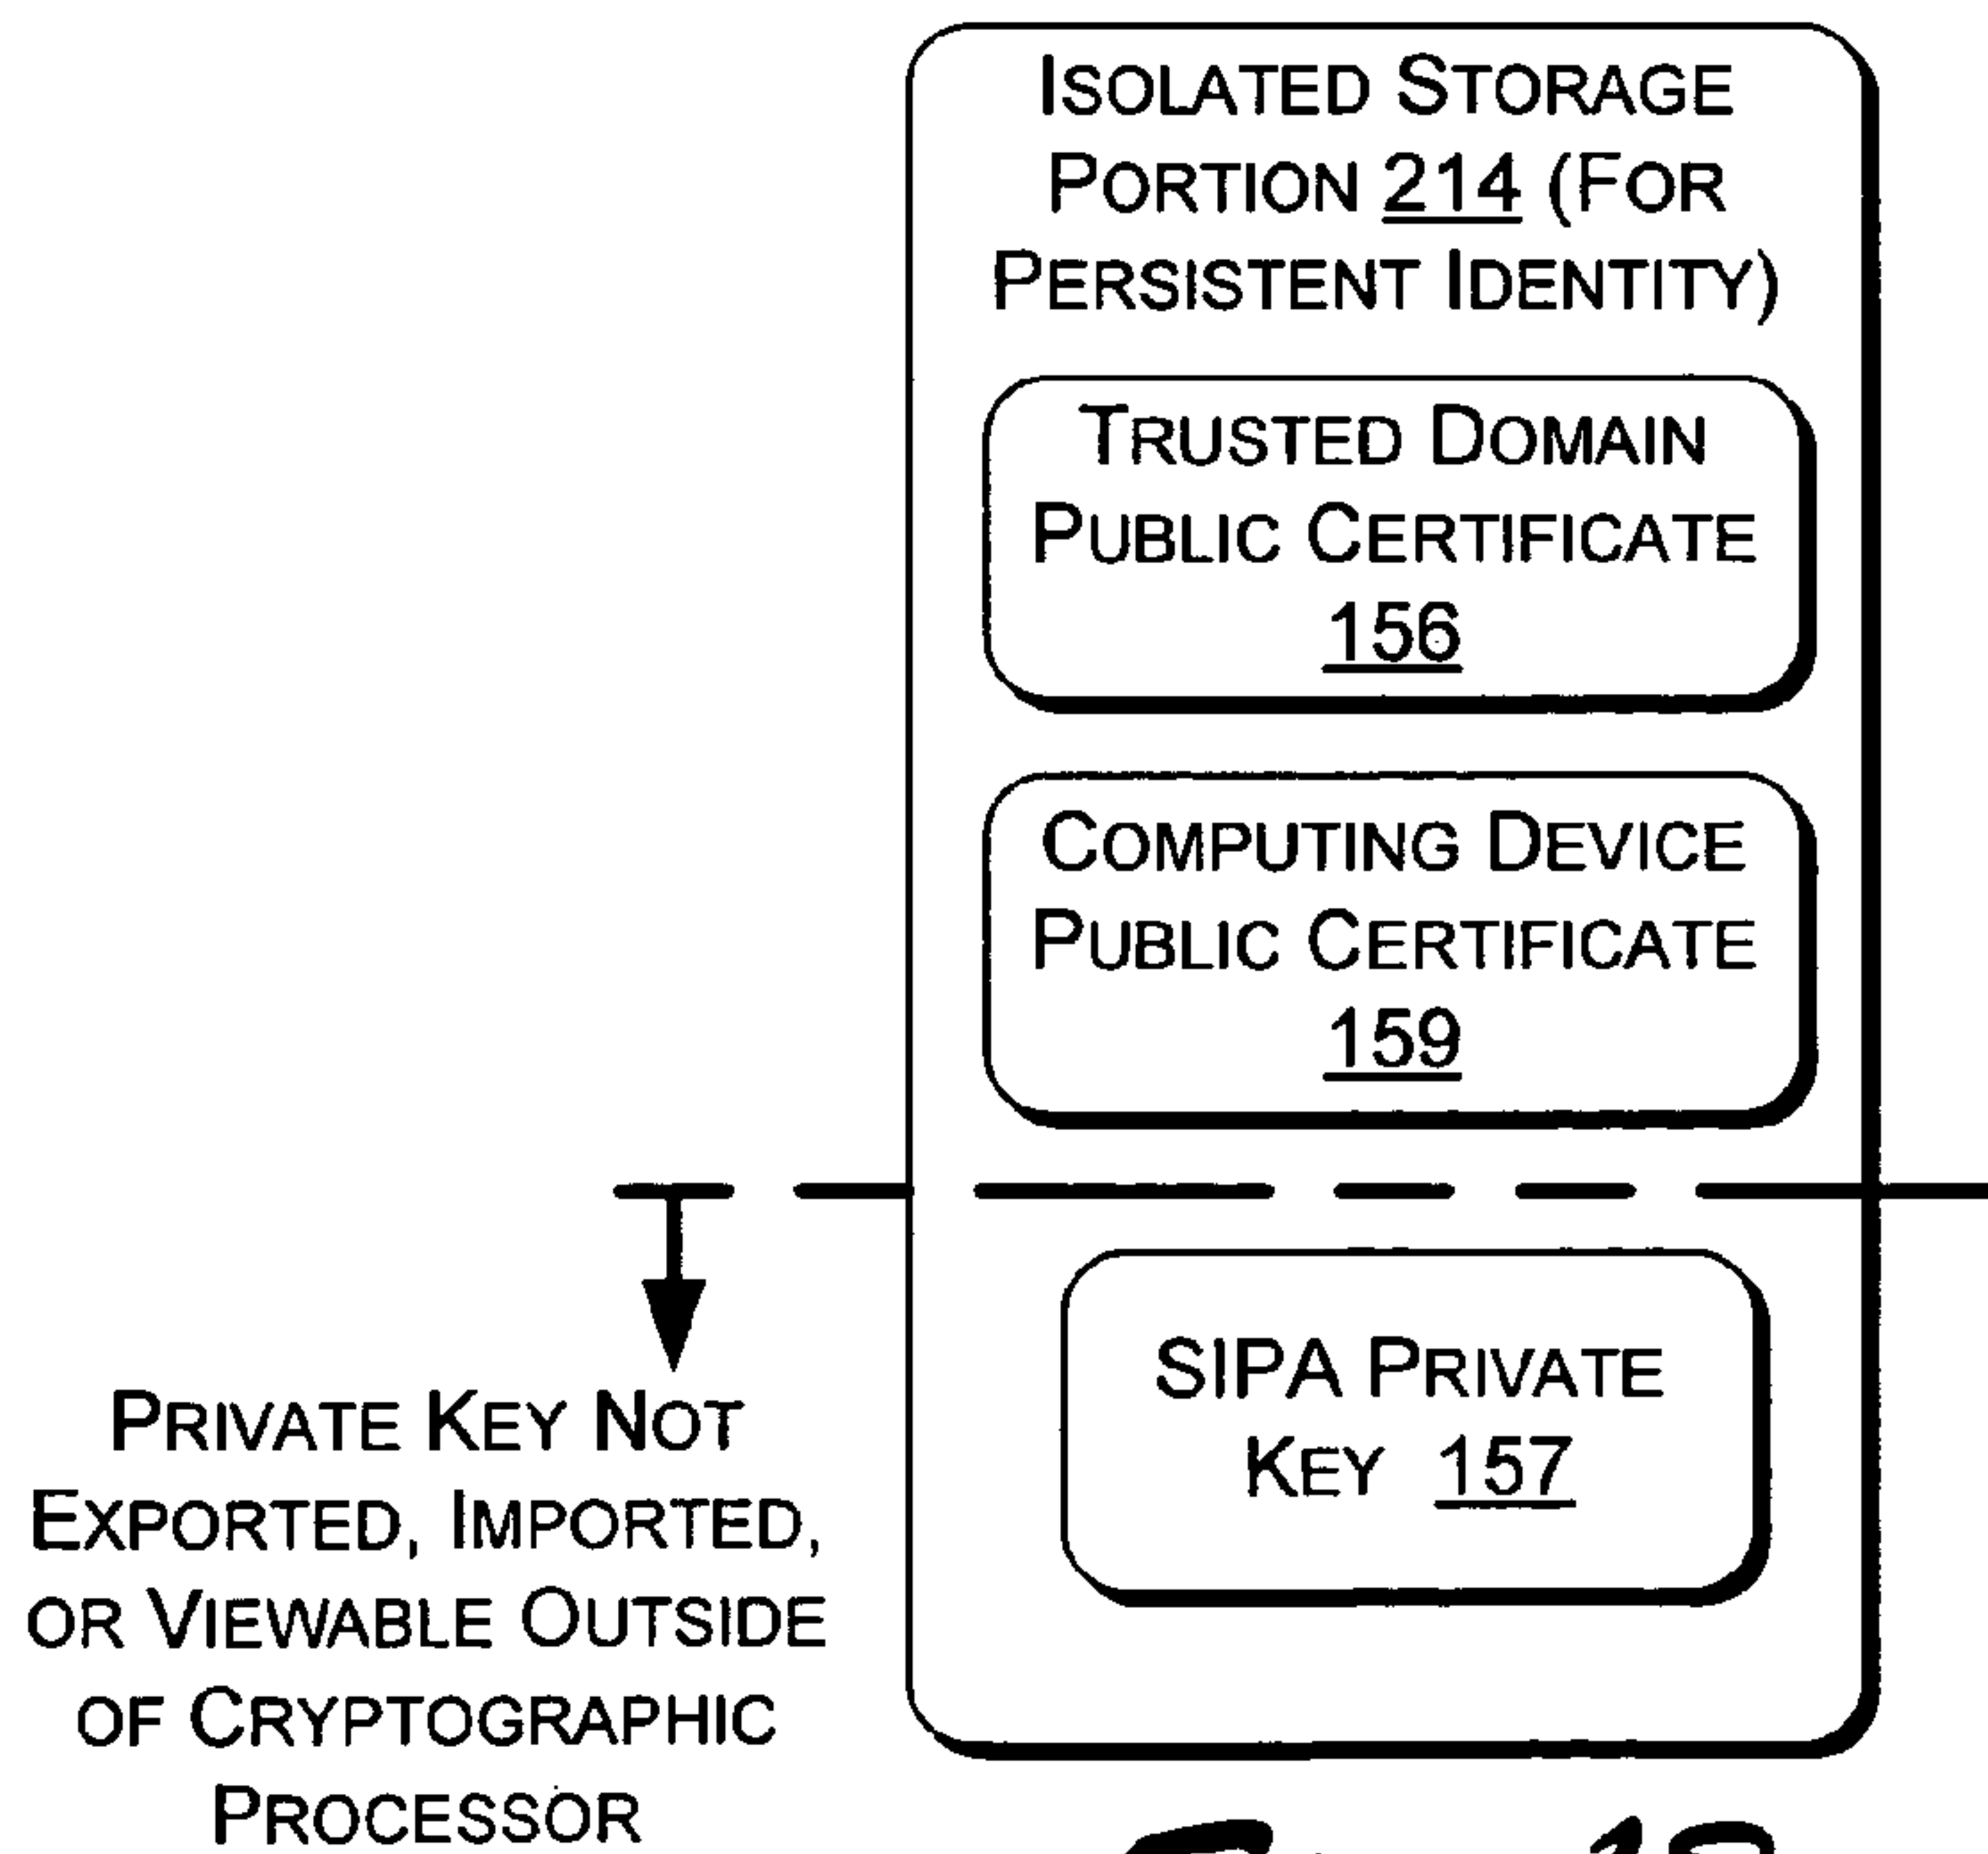 ISOLATED STORAGE
PORTION 214 (FOR
PERSISTENT IDENTITY)
TRUSTED DOMAIN
PUBLIC CERTIFICATE
156
COMPUTING DEVICE
PUBLIC CERTIFICATE
159
SIPA PRIVATE
KEY 157
PRIVATE KEY NOT
EXPORTED, IMPORTED,
OR VIEWABLE OUTSIDE
OF CRYPTOGRAPHIC
PROCESSOR